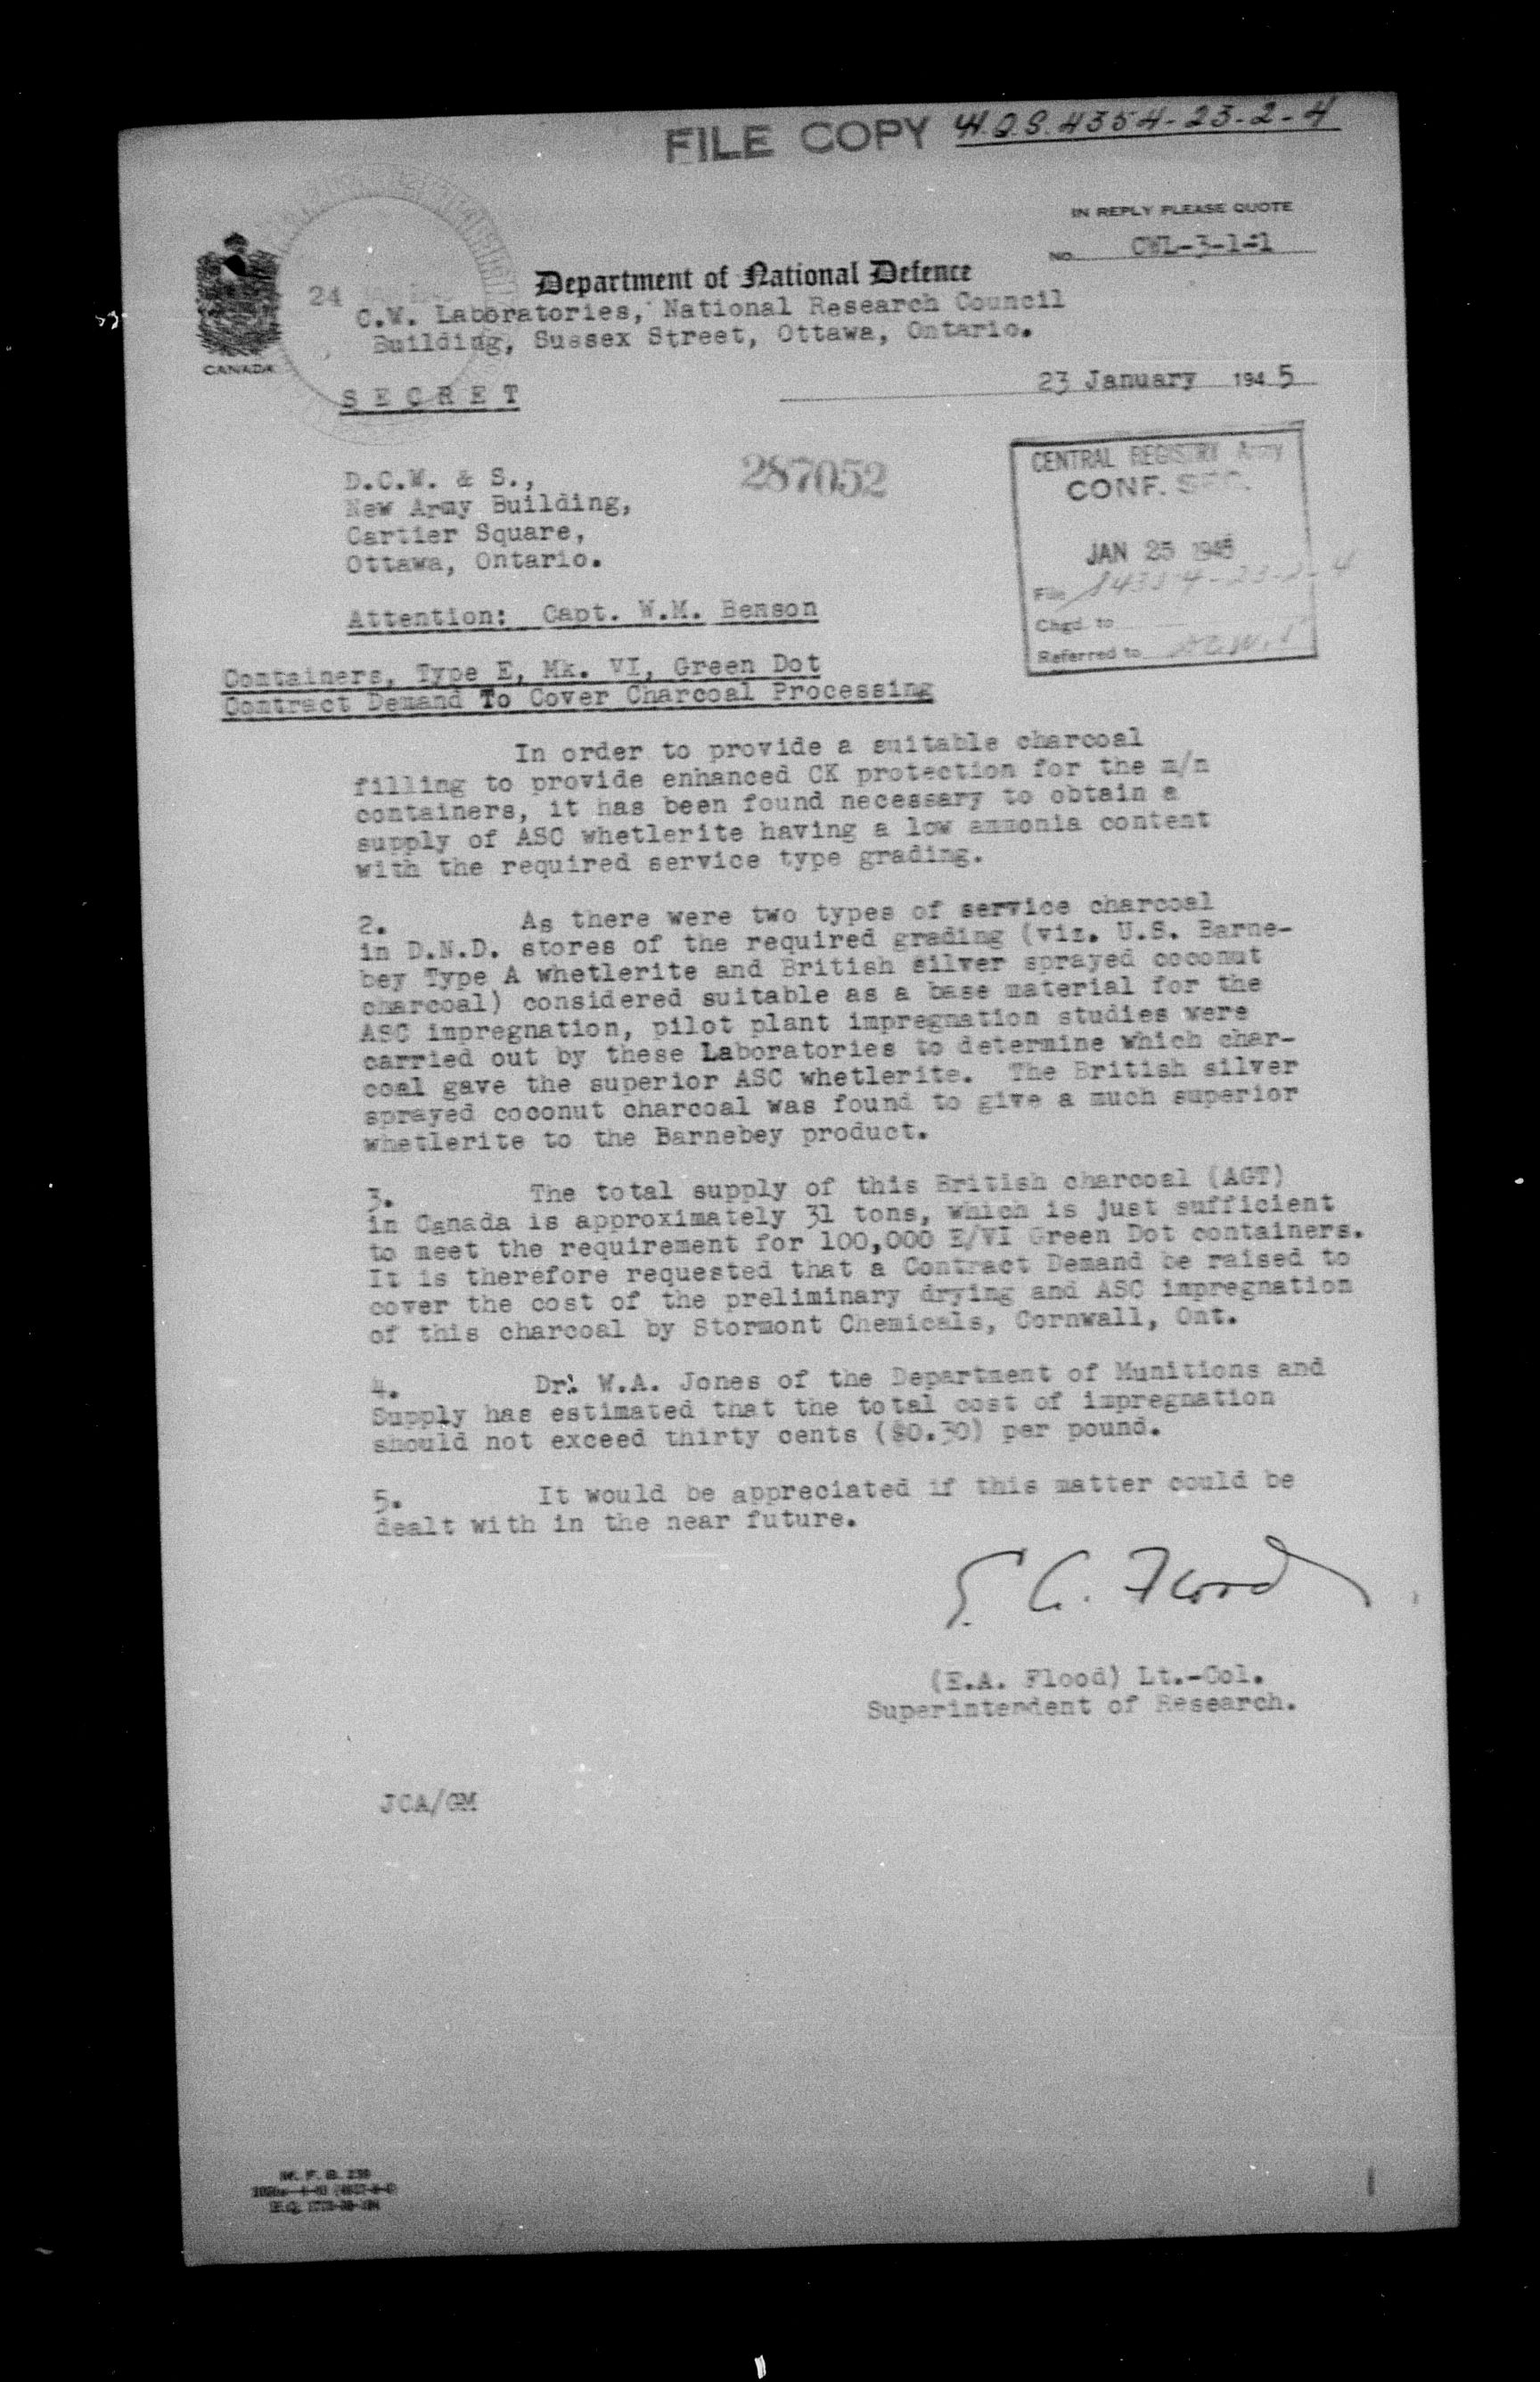 FILE COPY H.Q.S. 4354-23-2-4
IN REPLY PLEASE QUOTE
NO. CWL-3-1-1
Department of National Defence
24
C.W. Laboratories, National Research Council
Building, Sussex Street, Ottawa, Ontario.
CANADA
23 January 1945
SECRET
287052
CENTRAL REGISTRY Army
CONF. SEC.
JAN 25 1945
File
Chgd. to
Referred to
D.C.W. & S.,
New Army Building,
Cartier Square,
Ottawa, Ontario.
Attention: Capt. W.M. Benson
Containers, Type E, Mk. VI, Green Dot
Contract Demand To Cover Charcoal Processing
In order to provide a suitable charcoal
filling to provide enhanced CK protection for the m/n
containers, it has been found necessary to obtain a
supply of ASC whetlerite having a low ammonia content
with the required service type grading.
2. As there were two types of service charcoal
in D.N.D. stores of the required grading (viz. U.S. Barne-
bey Type A whetlerite and British silver sprayed coconut
charcoal) considered suitable as a base material for the
ASC impregnation, pilot plant impregnation studies were
carried out by these Laboratories to determine which char-
coal gave the superior ASC whetlerite. The British silver
sprayed coconut charcoal was found to give a much superior
whetlerite to the Barnebey product.
3. The total supply of this British charcoal (AGT)
in Canada is approximately 31 tons, which is just sufficient
to meet the requirement for 100,000 E/VI Green Dot containers.
It is therefore requested that a Contract Demand be raised to
cover the cost of the preliminary drying and ASC impregnation
of this charcoal by Stormont Chemicals, Cornwall, Ont.
4. Dr. W.A. Jones of the Department of Munitions and
Supply has estimated that the total cost of impregnation
should not exceed thirty cents ($0.30) per pound.
5. It would be appreciated if this matter could be
dealt with in the near future.
E. A. Flood
(E.A. Flood) Lt.-Col.
Superintendent of Research.
JCA/GM